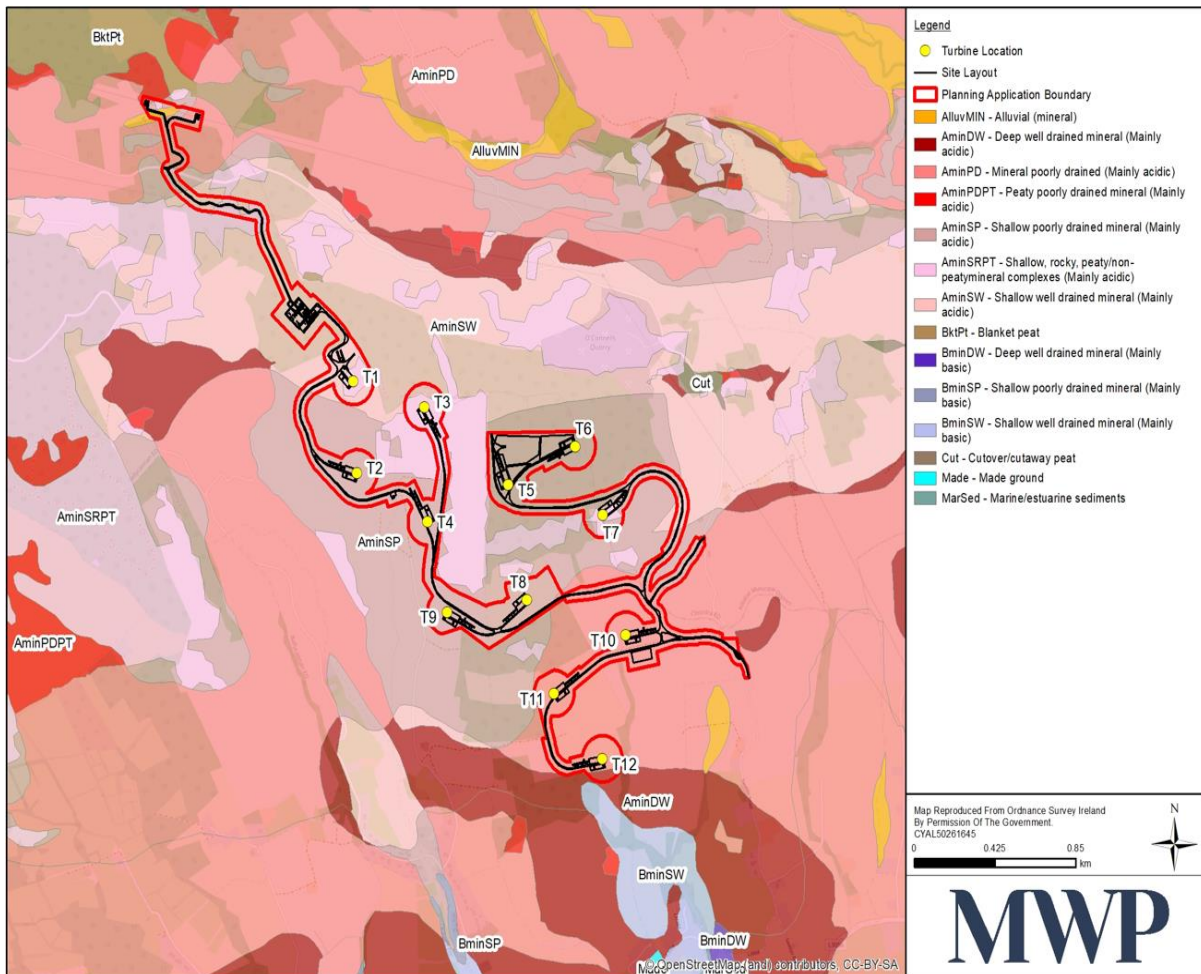 BktPt
AminPD
AlluvMIN
AminSW
T1
T3
Cut
T6
T2
T5
AminSRPT
T4
T7
AminSP
T8
T9
AminPDPT
T10
T11
T12
AminDW
BminSW
BminSP
BminDW
© OpenStreetMap (and) contributors, CC-BY-SA
Legend
Turbine Location
Site Layout
Planning Application Boundary
AlluvMIN - Alluvial (mineral)
AminDW - Deep well drained mineral (Mainly
acidic)
AminPD - Mineral poorly drained (Mainly acidic)
AminPDPT - Peaty poorly drained mineral (Mainly
acidic)
AminSP - Shallow poorly drained mineral (Mainly
acidic)
AminSRPT - Shallow, rocky, peaty/non-
peatymineral complexes (Mainly acidic)
AminSW - Shallow well drained mineral (Mainly
acidic)
BktPt - Blanket peat
BminDW - Deep well drained mineral (Mainly
basic)
BminSP - Shallow poorly drained mineral (Mainly
basic)
BminSW - Shallow well drained mineral (Mainly
basic)
Cut - Cutover/cutaway peat
Made - Made ground
MarSed - Marine/estuarine sediments
Map Reproduced From Ordnance Survey Ireland
By Permission Of The Government.
CYAL50261645
N
0 0.425 0.85
km
MWP